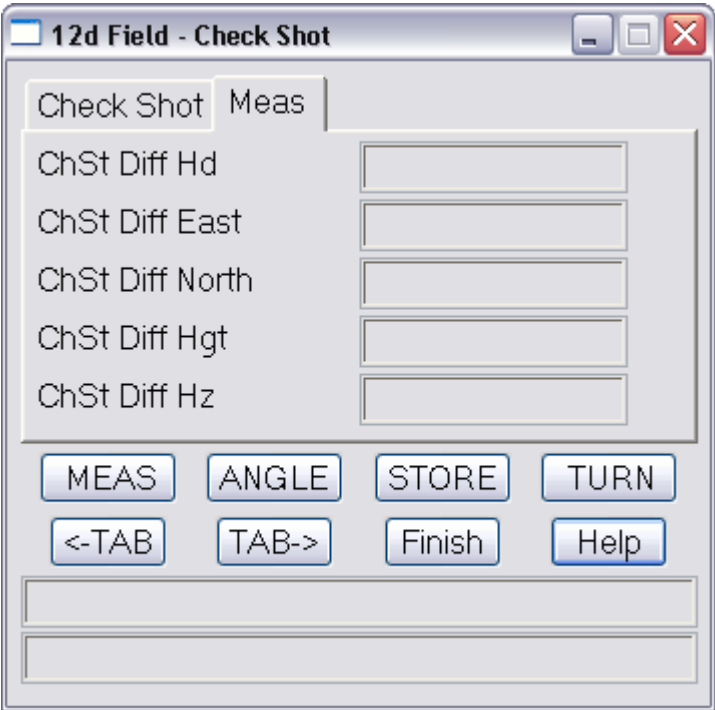 12d Field - Check Shot
Check Shot Meas
ChSt Diff Hd
ChSt Diff East
ChSt Diff North
ChSt Diff Hgt
ChSt Diff Hz
MEAS ANGLE STORE TURN
<-TAB TAB-> Finish Help